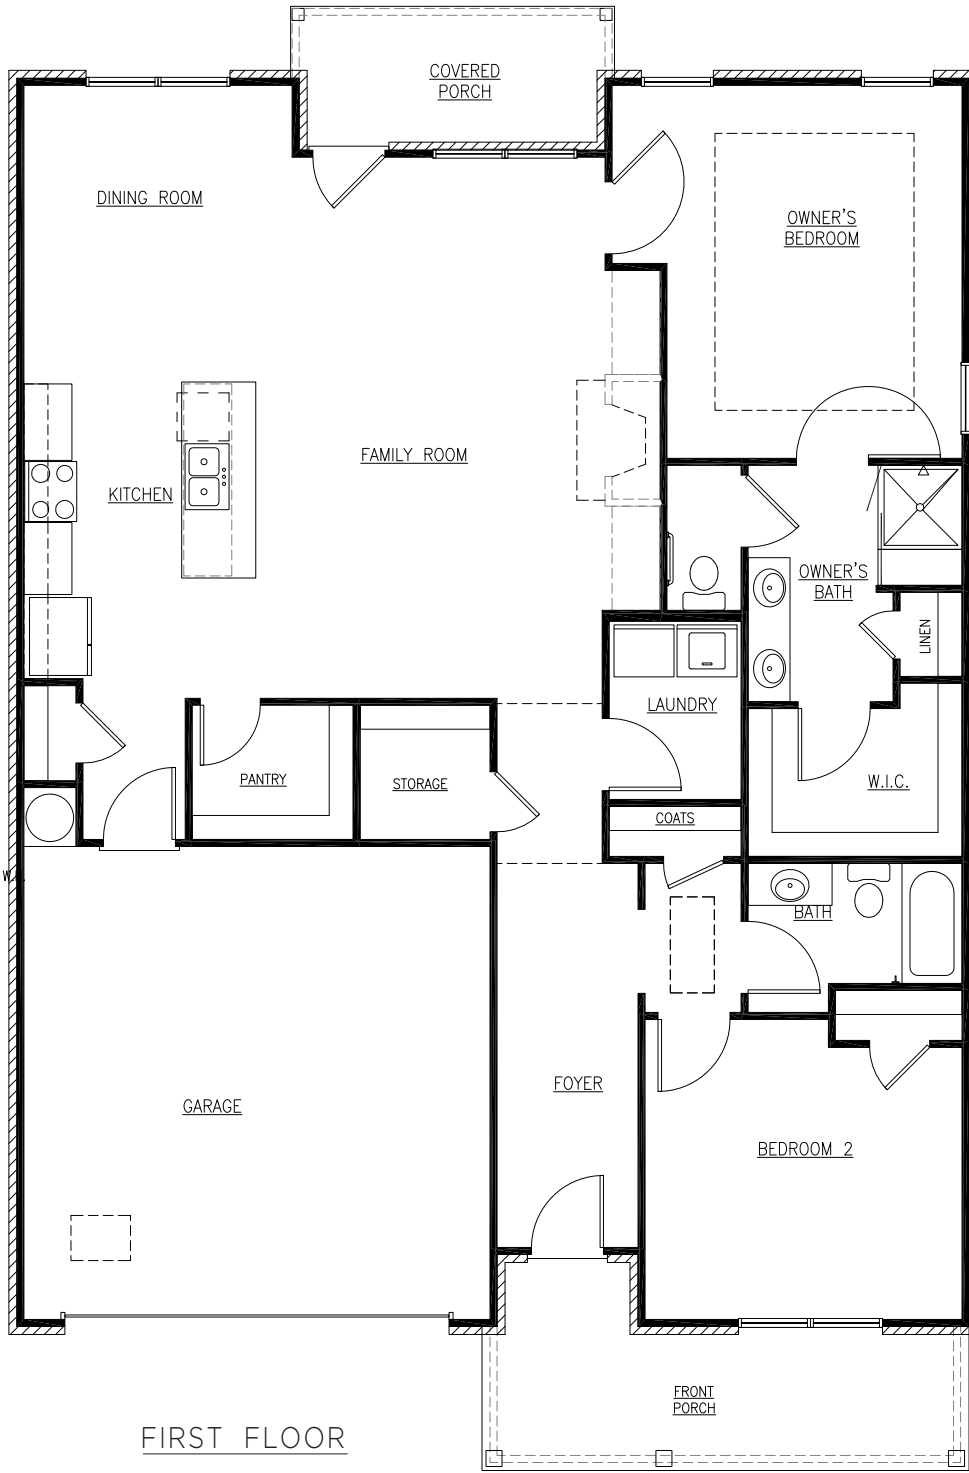 COVERED
PORCH
DINING ROOM
OWNER'S
BEDROOM
FAMILY ROOM
KITCHEN
OWNER'S
BATH
LINEN
LAUNDRY
PANTRY
STORAGE
W.I.C.
COATS
BATH
FOYER
GARAGE
BEDROOM 2
FRONT
PORCH
FIRST FLOOR